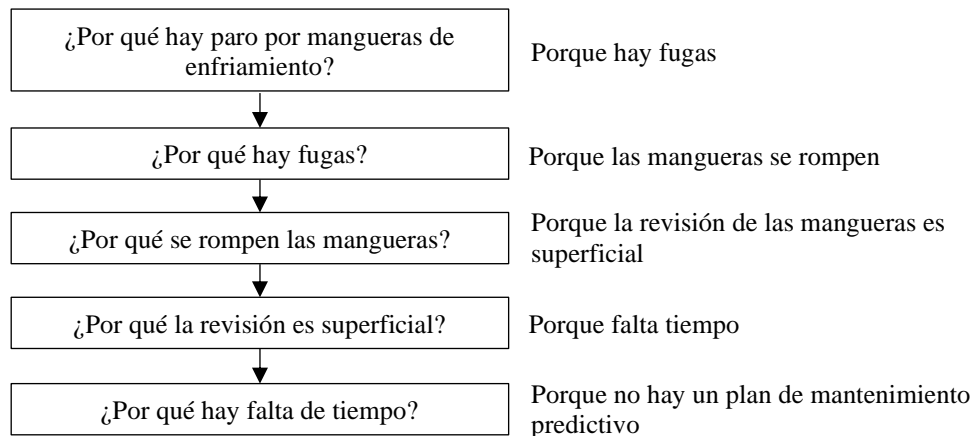 ¿Por qué hay paro por mangueras de
enfriamiento?
Porque hay fugas
¿Por qué hay fugas?
Porque las mangueras se rompen
¿Por qué se rompen las mangueras?
Porque la revisión de las mangueras es
superficial
¿Por qué la revisión es superficial?
Porque falta tiempo
¿Por qué hay falta de tiempo?
Porque no hay un plan de mantenimiento
predictivo